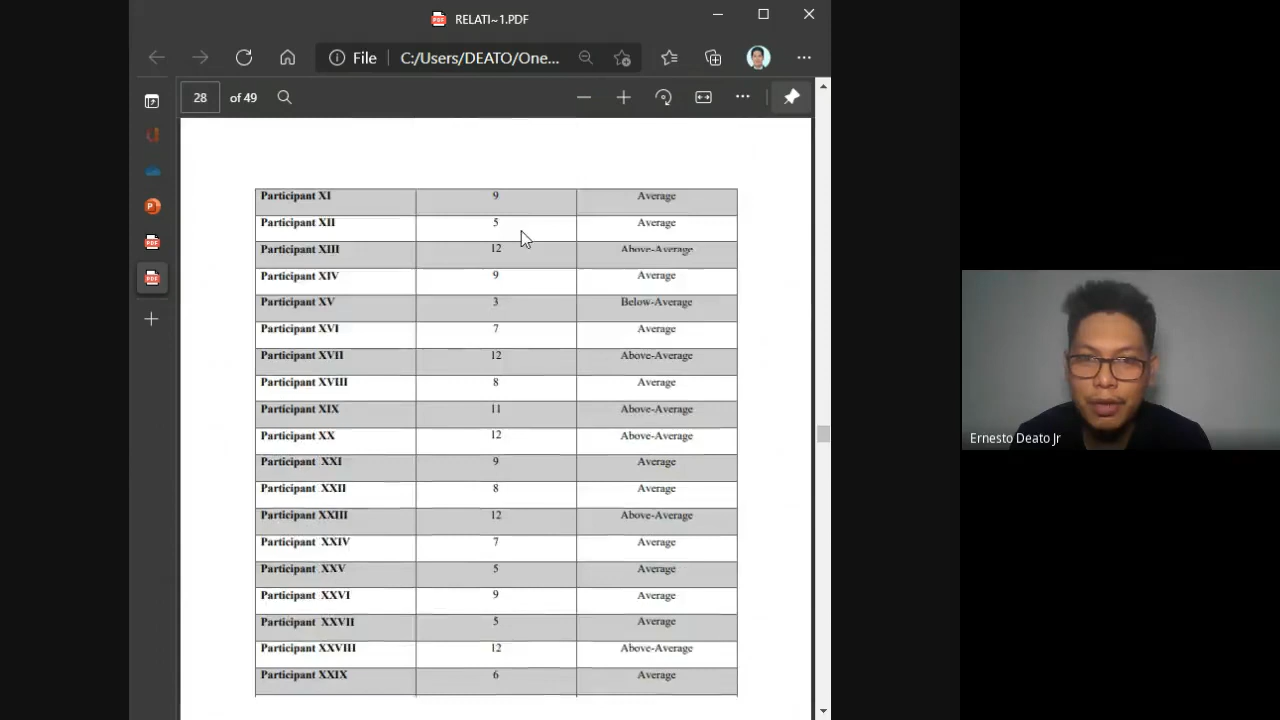 RELATI~1.PDF
File C:/Users/DEATO/One...
28 of 49
Participant XI 9 Average
Participant XII 5 Average
Participant XIII 12 Above-Average
Participant XIV 9 Average
Participant XV 3 Below-Average
Participant XVI 7 Average
Participant XVII 12 Above-Average
Participant XVIII 8 Average
Participant XIX 11 Above-Average
Participant XX 12 Above-Average
Participant XXI 9 Average
Participant XXII 8 Average
Participant XXIII 12 Above-Average
Participant XXIV 7 Average
Participant XXV 5 Average
Participant XXVI 9 Average
Participant XXVII 5 Average
Participant XXVIII 12 Above-Average
Participant XXIX 6 Average
Ernesto Deato Jr